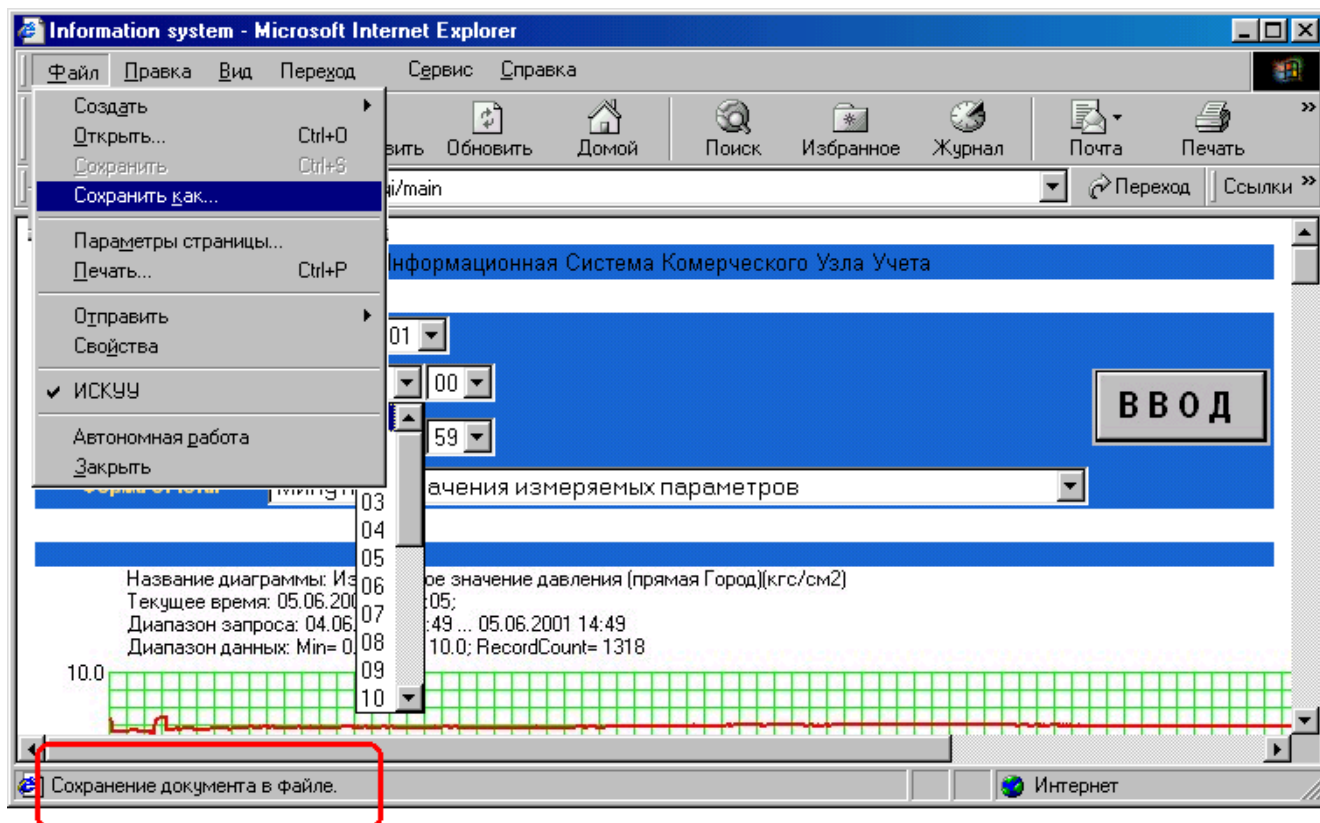 Information system - Microsoft Internet Explorer
Файл Правка Вид Переход Сервис Справка
Создать
Открыть... Ctrl+O
Сохранить Ctrl+S
Сохранить как...
Параметры страницы...
Печать... Ctrl+P
Отправить
Свойства
ИСКУУ
Автономная работа
Закрыть
Обновить Домой Поиск Избранное Журнал Почта Печать »
/main Переход Ссылки »
Информационная Система Комерческого Узла Учета
01
00
59
ВВОД
измеряемых параметров
03
04
05
06
07
08
09
10
Название диаграммы: значение давления (прямая Город)(кгс/см2)
Текущее время: 05.06. :05;
Диапазон запроса: 04.06. :49 ... 05.06.2001 14:49
Диапазон данных: Min= 0 10.0; RecordCount= 1318
10.0
Сохранение документа в файле. Интернет